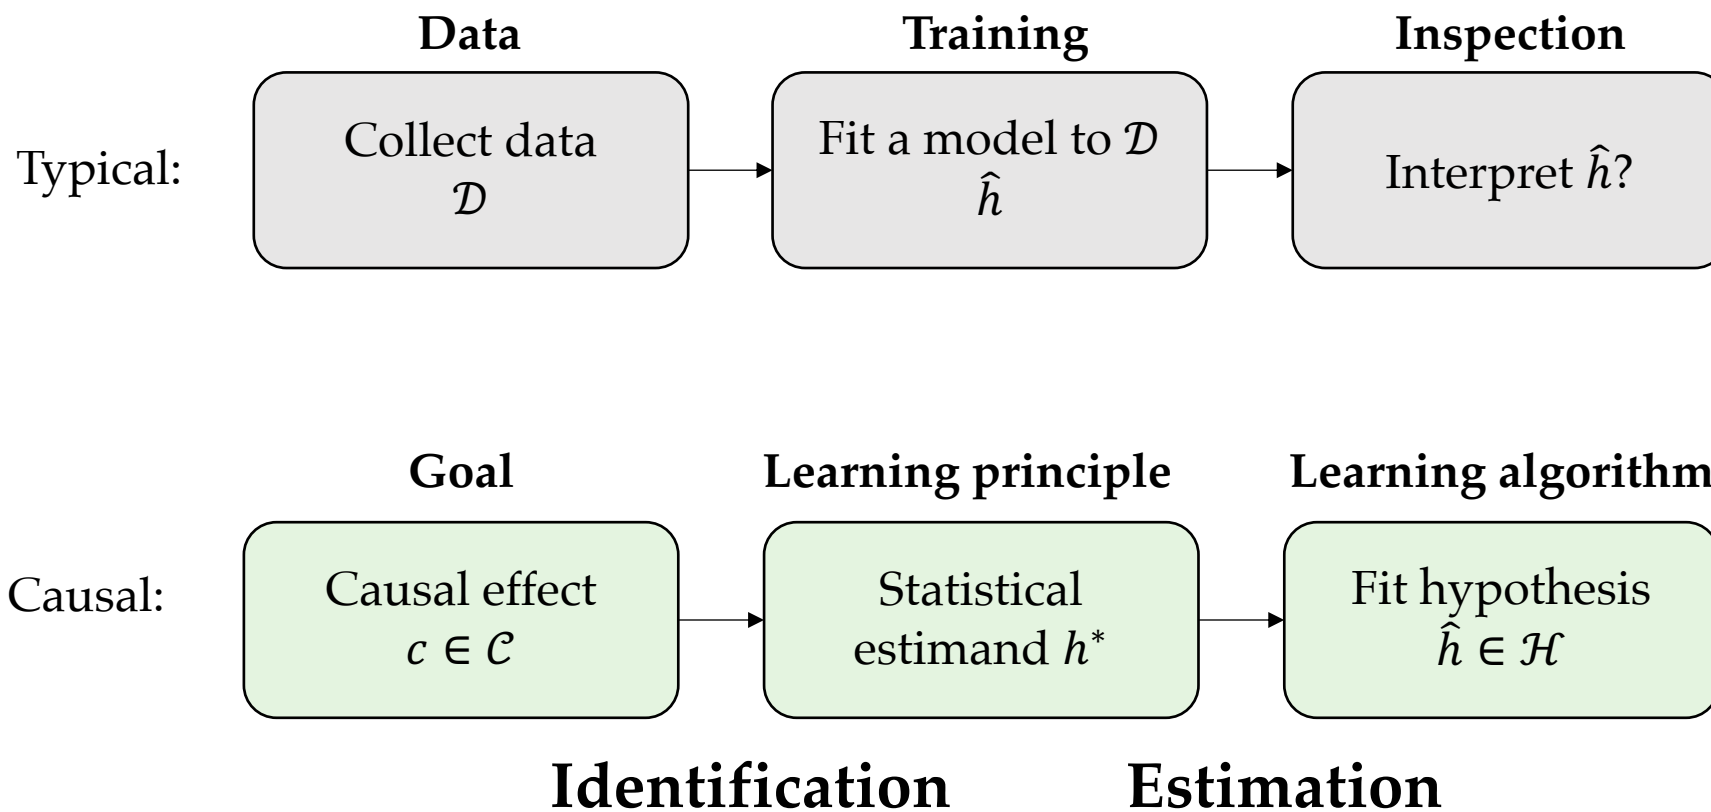 Data Training Inspection
Typical:
Collect data
𝒟
Fit a model to 𝒟
ĥ
Interpret ĥ?
Goal Learning principle Learning algorithm
Causal:
Causal effect
c ∈ 𝒞
Statistical
estimand h*
Fit hypothesis
ĥ ∈ ℋ
Identification Estimation